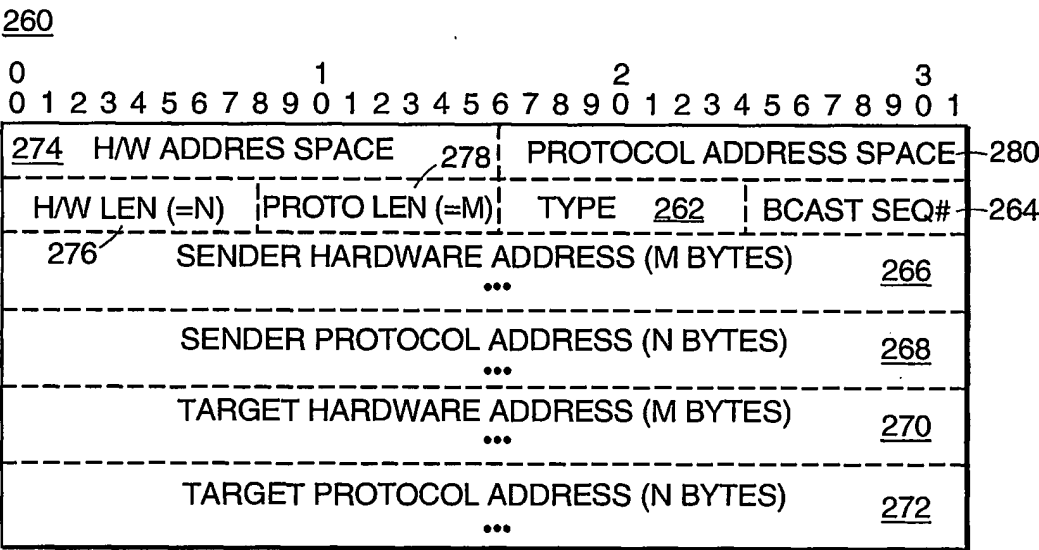 260
0 1 2 3
0 1 2 3 4 5 6 7 8 9 0 1 2 3 4 5 6 7 8 9 0 1 2 3 4 5 6 7 8 9 0 1
274 H/W ADDRES SPACE 278 PROTOCOL ADDRESS SPACE 280
H/W LEN (=N) PROTO LEN (=M) TYPE 262 BCAST SEQ# 264
276 SENDER HARDWARE ADDRESS (M BYTES) 266
•••
SENDER PROTOCOL ADDRESS (N BYTES) 268
•••
TARGET HARDWARE ADDRESS (M BYTES) 270
•••
TARGET PROTOCOL ADDRESS (N BYTES) 272
•••